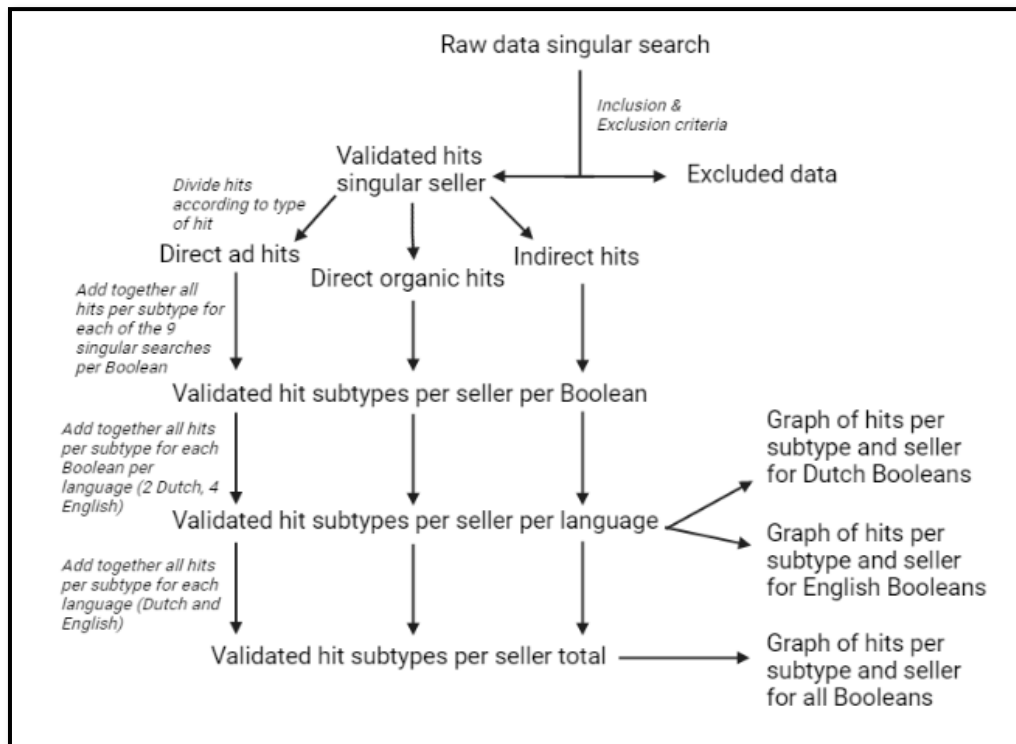 Raw data singular search
Inclusion &
Exclusion criteria
Validated hits
singular seller
Excluded data
Divide hits
according to type
of hit
Direct ad hits
Direct organic hits
Indirect hits
Add together all
hits per subtype for
each of the 9
singular searches
per Boolean
Validated hit subtypes per seller per Boolean
Add together all hits
per subtype for each
Boolean per
language (2 Dutch, 4
English)
Validated hit subtypes per seller per language
Graph of hits per
subtype and seller
for Dutch Booleans
Graph of hits per
subtype and seller
for English Booleans
Add together all hits
per subtype for each
language (Dutch and
English)
Validated hit subtypes per seller total
Graph of hits per
subtype and seller
for all Booleans